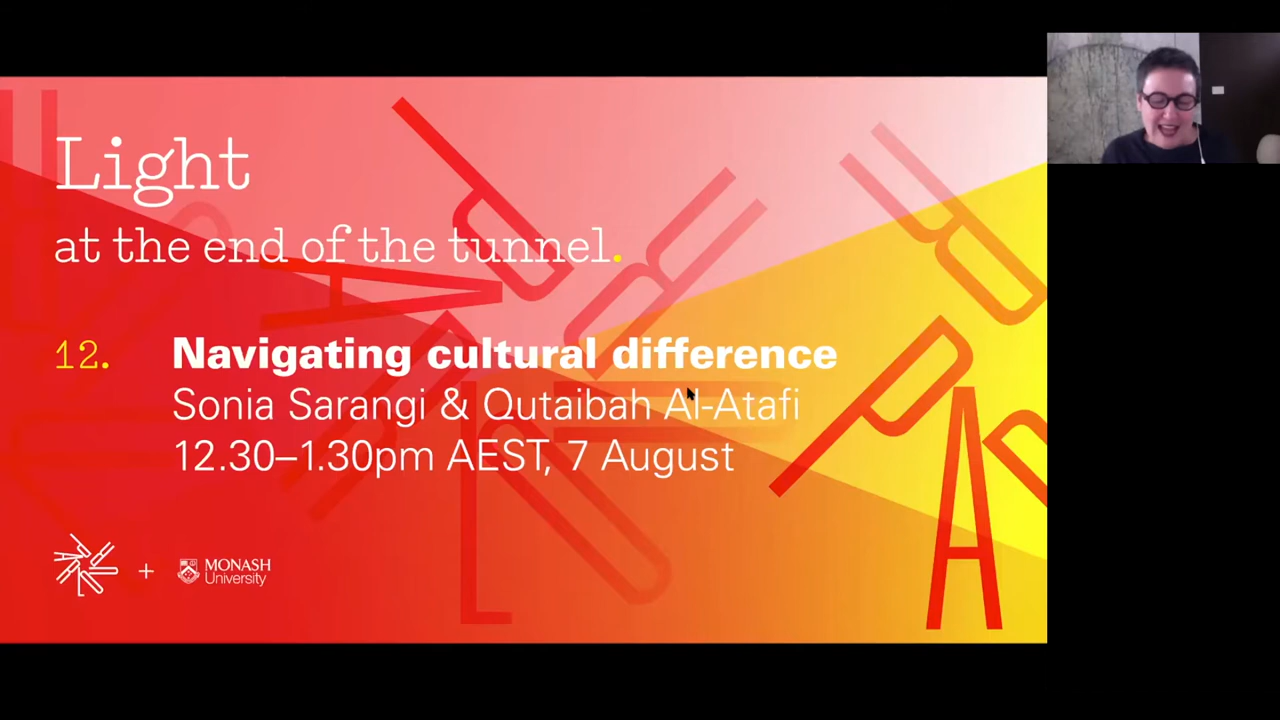 Light
at the end of the tunnel.
12. Navigating cultural difference
Sonia Sarangi & Qutaibah Al-Atafi
12.30–1.30pm AEST, 7 August
+ MONASH
University